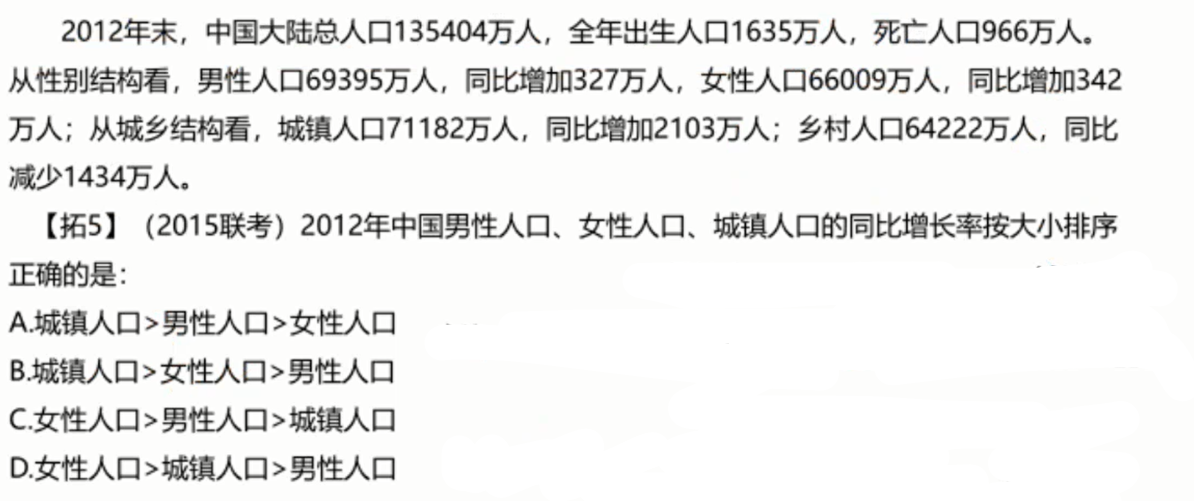 2012年末，中国大陆总人口135404万人，全年出生人口1635万人，死亡人口966万人。
从性别结构看，男性人口69395万人，同比增加327万人，女性人口66009万人，同比增加342
万人；从城乡结构看，城镇人口71182万人，同比增加2103万人；乡村人口64222万人，同比
减少1434万人。
【拓5】（2015联考）2012年中国男性人口、女性人口、城镇人口的同比增长率按大小排序
正确的是：
A.城镇人口>男性人口>女性人口
B.城镇人口>女性人口>男性人口
C.女性人口>男性人口>城镇人口
D.女性人口>城镇人口>男性人口